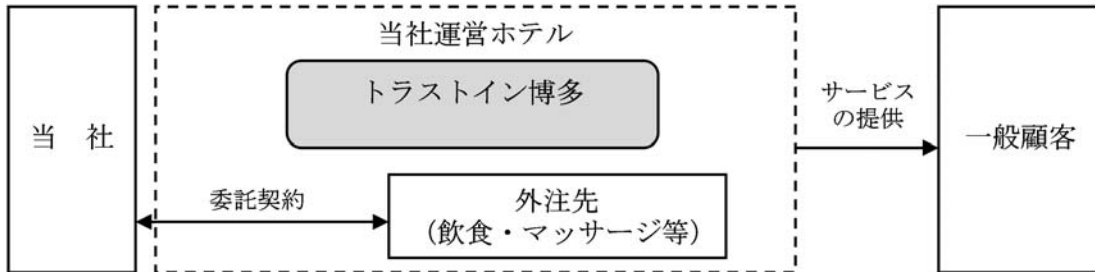 当社運営ホテル
トラストイン博多
当 社
サービス
の提供
一般顧客
委託契約
外注先
（飲食・マッサージ等）